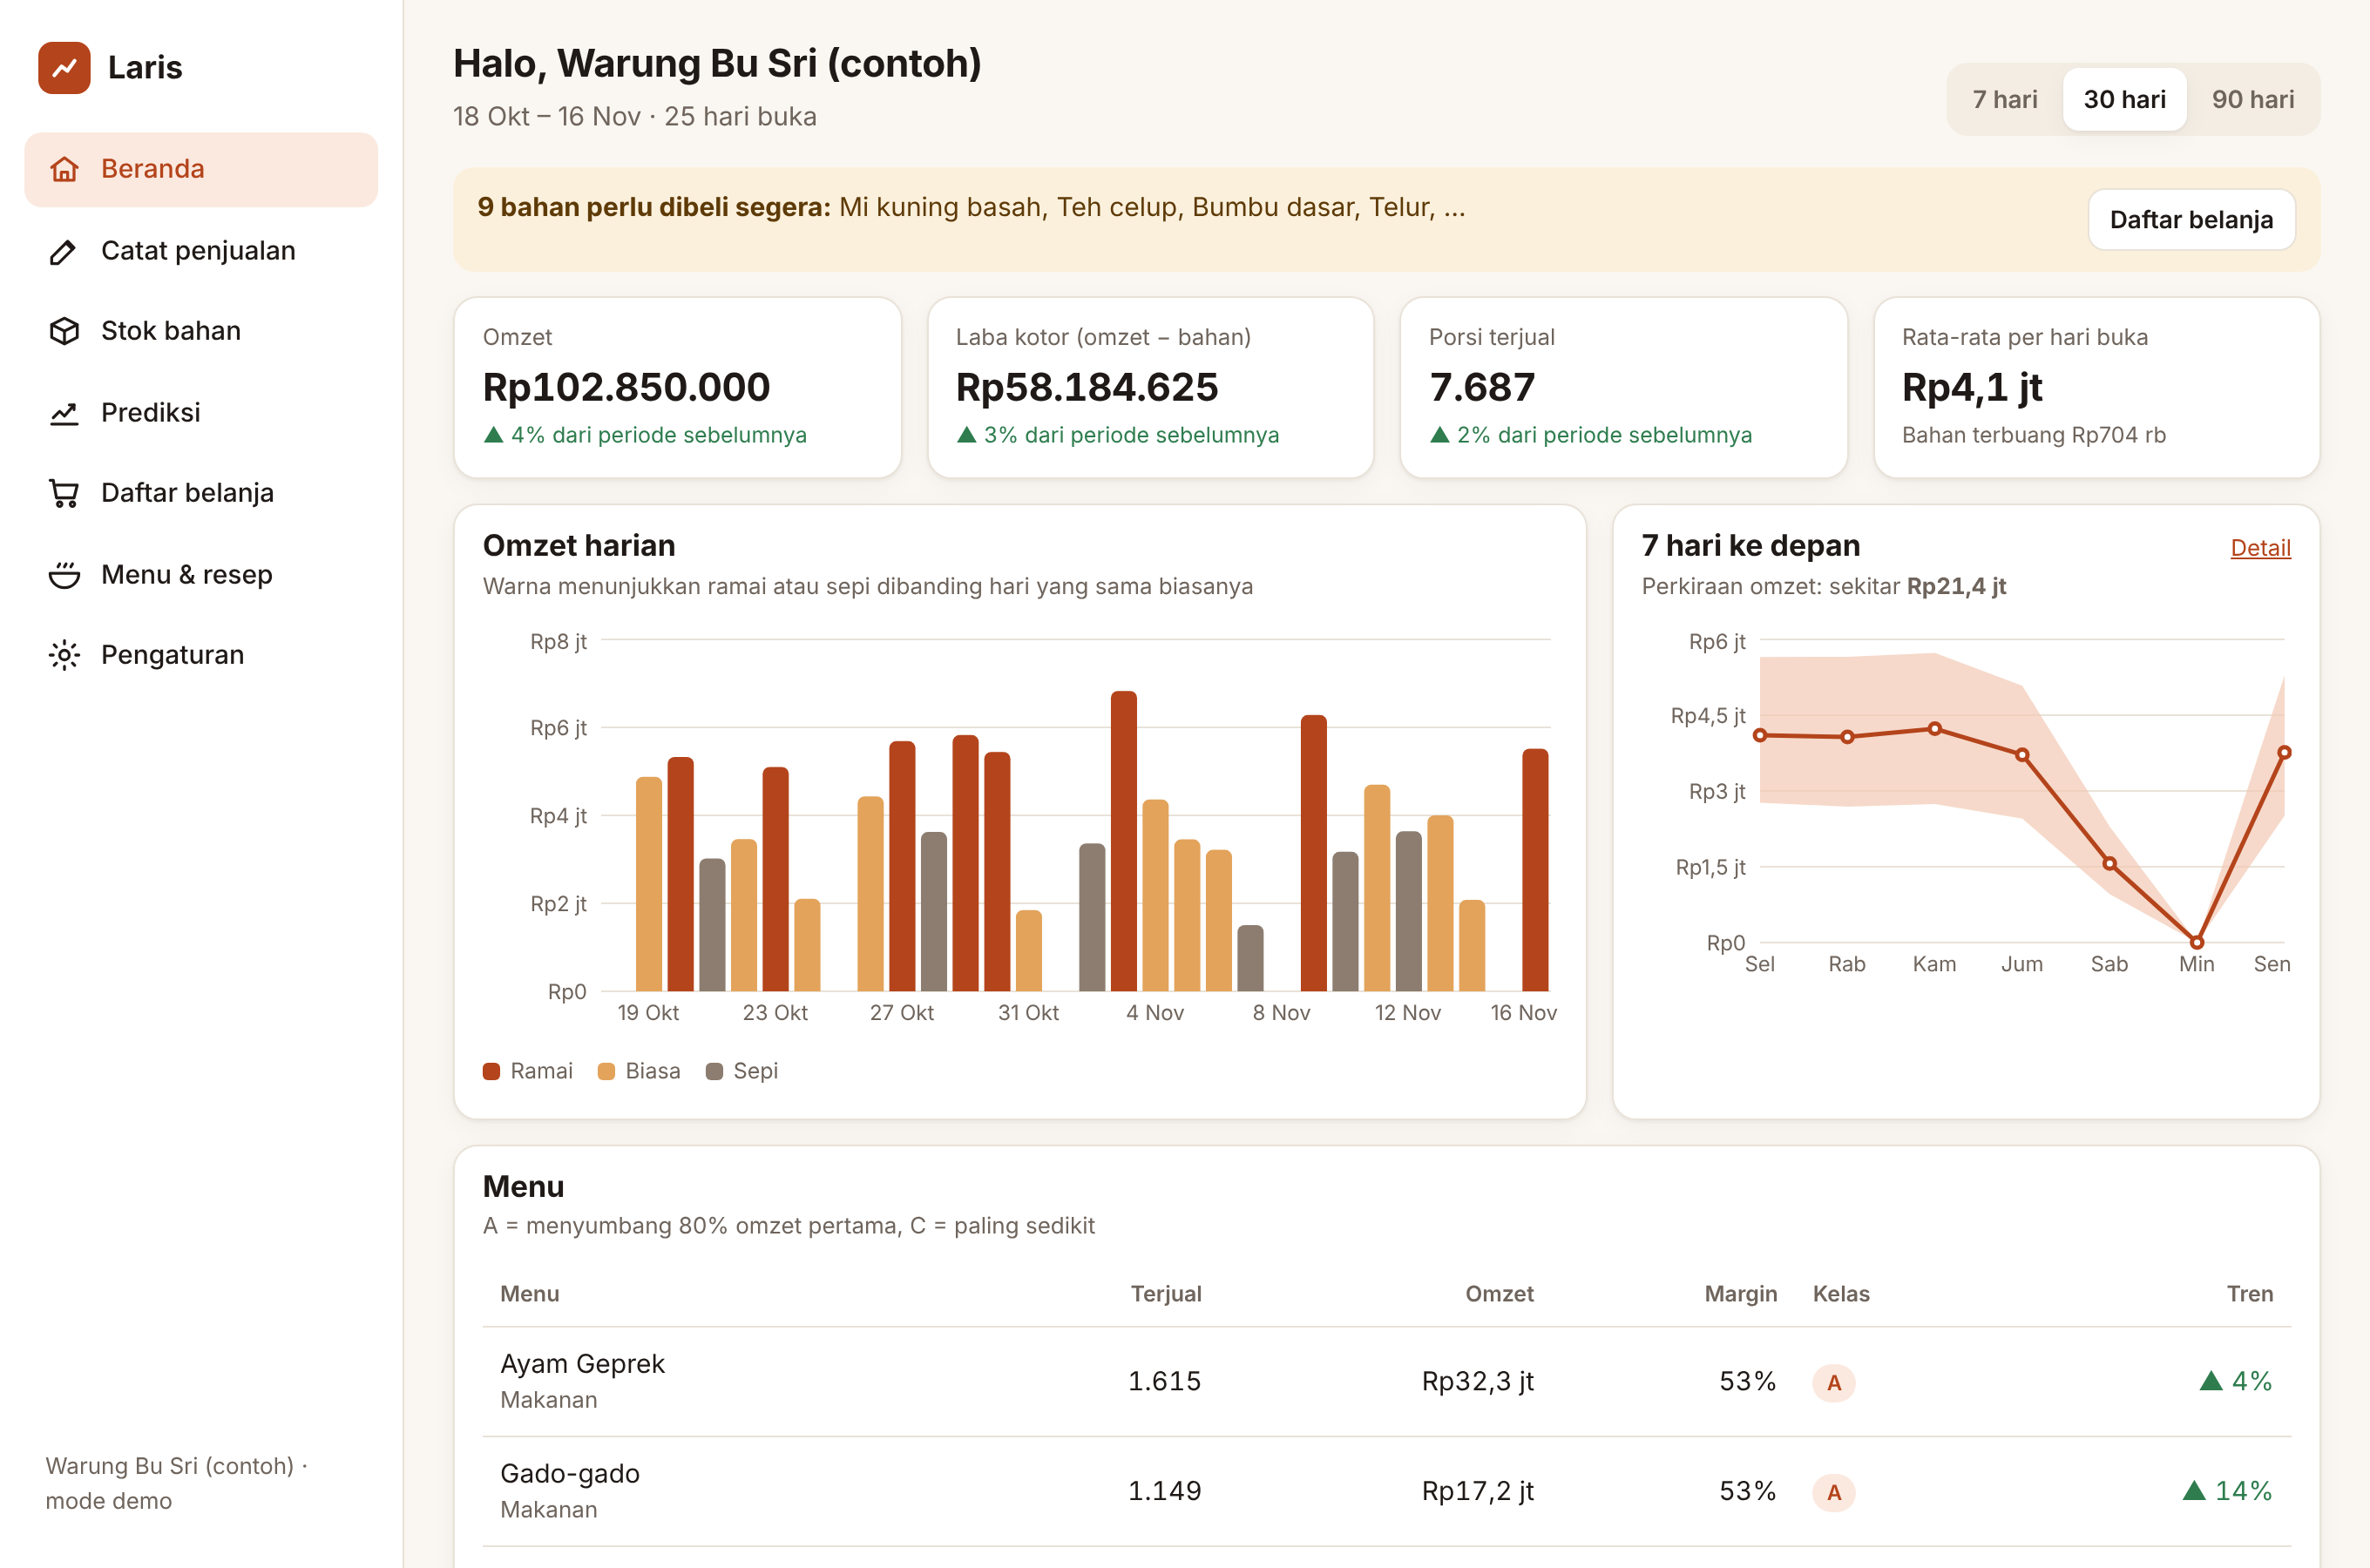 Laris
Beranda
Catat penjualan
Stok bahan
Prediksi
Daftar belanja
Menu & resep
Pengaturan
Warung Bu Sri (contoh) ·
mode demo
Halo, Warung Bu Sri (contoh)
18 Okt – 16 Nov · 25 hari buka
7 hari
30 hari
90 hari
9 bahan perlu dibeli segera: Mi kuning basah, Teh celup, Bumbu dasar, Telur, ...
Daftar belanja
Omzet
Rp102.850.000
▲ 4% dari periode sebelumnya
Laba kotor (omzet − bahan)
Rp58.184.625
▲ 3% dari periode sebelumnya
Porsi terjual
7.687
▲ 2% dari periode sebelumnya
Rata-rata per hari buka
Rp4,1 jt
Bahan terbuang Rp704 rb
Omzet harian
Warna menunjukkan ramai atau sepi dibanding hari yang sama biasanya
Rp8 jt
Rp6 jt
Rp4 jt
Rp2 jt
Rp0
19 Okt
23 Okt
27 Okt
31 Okt
4 Nov
8 Nov
12 Nov
16 Nov
Ramai
Biasa
Sepi
7 hari ke depan
Detail
Perkiraan omzet: sekitar Rp21,4 jt
Rp6 jt
Rp4,5 jt
Rp3 jt
Rp1,5 jt
Rp0
Sel
Rab
Kam
Jum
Sab
Min
Sen
Menu
A = menyumbang 80% omzet pertama, C = paling sedikit
Menu Terjual Omzet Margin Kelas Tren
Ayam Geprek
Makanan
1.615 Rp32,3 jt 53% A ▲ 4%
Gado-gado
Makanan
1.149 Rp17,2 jt 53% A ▲ 14%